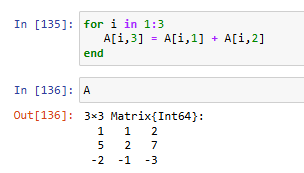 In [135]: for i in 1:3
A[i,3] = A[i,1] + A[i,2]
end
In [136]: A
Out[136]: 3×3 Matrix{Int64}:
1 1 2
5 2 7
-2 -1 -3